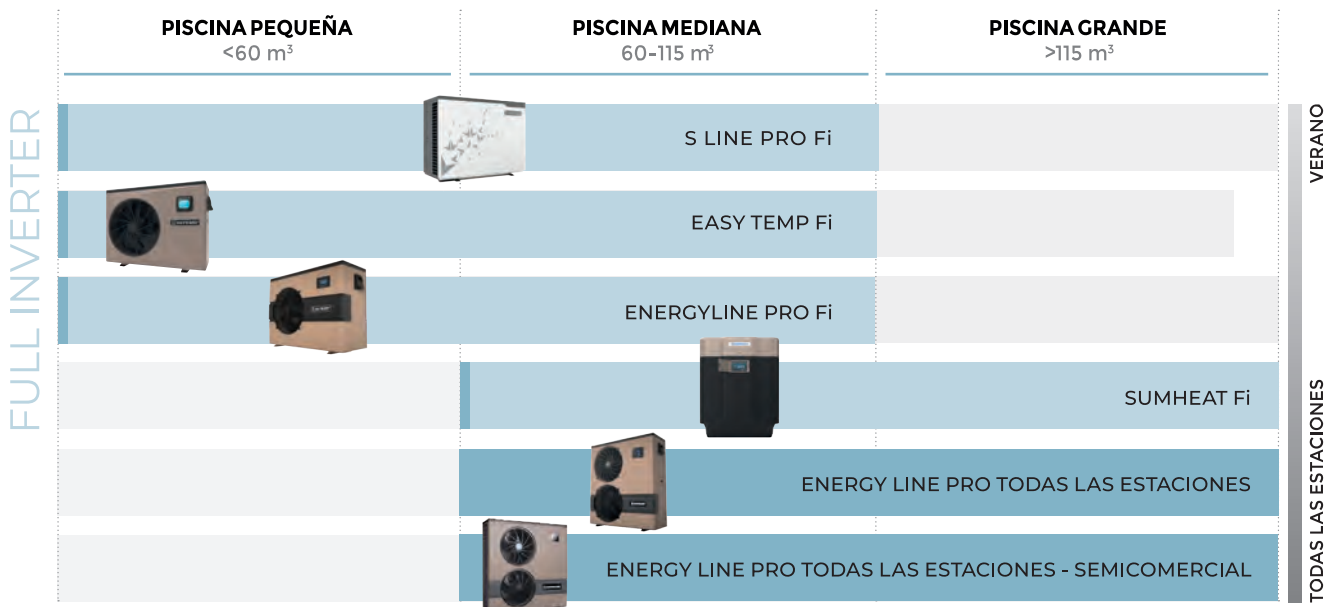 PISCINA PEQUEÑA
<60 m³
PISCINA MEDIANA
60-115 m³
PISCINA GRANDE
>115 m³
FULL INVERTER
S LINE PRO Fi
EASY TEMP Fi
ENERGYLINE PRO Fi
SUMHEAT Fi
ENERGY LINE PRO TODAS LAS ESTACIONES
ENERGY LINE PRO TODAS LAS ESTACIONES - SEMICOMERCIAL
VERANO
TODAS LAS ESTACIONES